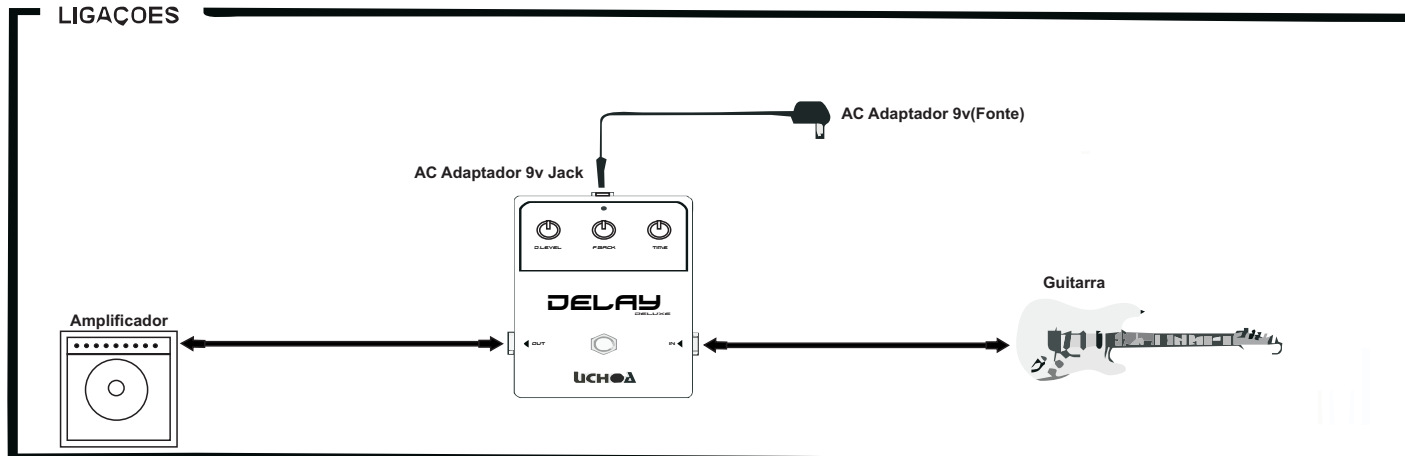 LIGAÇOES
AC Adaptador 9v(Fonte)
AC Adaptador 9v Jack
D.LEVEL F.BACK TIME
Guitarra
DELAY
DELUXE
Amplificador
OUT IN
UCHOA